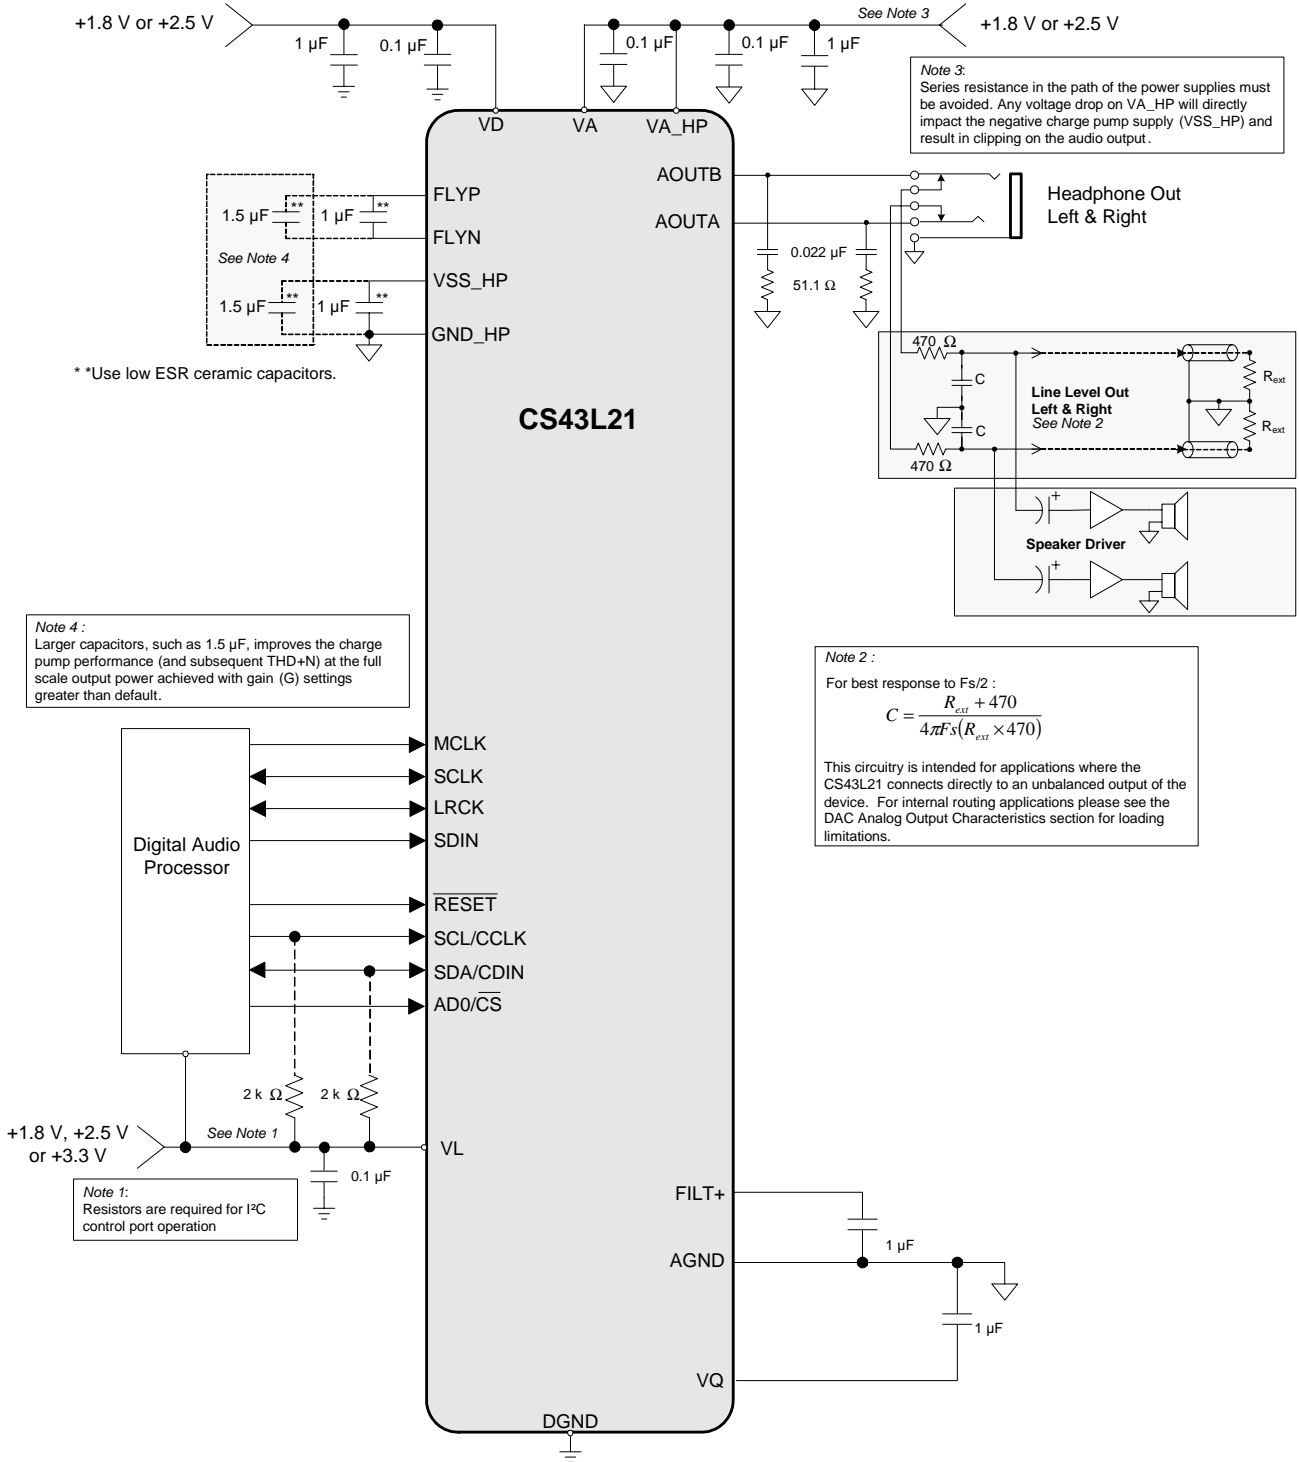 +1.8 V or +2.5 V
1 µF
0.1 µF
See Note 3
+1.8 V or +2.5 V
0.1 µF
0.1 µF
1 µF
Note 3:
Series resistance in the path of the power supplies must
be avoided. Any voltage drop on VA_HP will directly
impact the negative charge pump supply (VSS_HP) and
result in clipping on the audio output.
VD
VA
VA_HP
AOUTB
AOUTA
Headphone Out
Left & Right
0.022 µF
51.1 Ω
FLYP
FLYN
VSS_HP
GND_HP
1.5 µF
**
1 µF
**
See Note 4
1.5 µF
**
1 µF
**
* *Use low ESR ceramic capacitors.
CS43L21
470 Ω
C
C
470 Ω
Line Level Out
Left & Right
See Note 2
Rext
Rext
+
Speaker Driver
+
Note 4 :
Larger capacitors, such as 1.5 µF, improves the charge
pump performance (and subsequent THD+N) at the full
scale output power achieved with gain (G) settings
greater than default.
Note 2 :
For best response to Fs/2 :
C = (Rext + 470) / (4πFs(Rext × 470))
This circuitry is intended for applications where the
CS43L21 connects directly to an unbalanced output of the
device. For internal routing applications please see the
DAC Analog Output Characteristics section for loading
limitations.
Digital Audio
Processor
MCLK
SCLK
LRCK
SDIN
RESET
SCL/CCLK
SDA/CDIN
AD0/CS
2 k Ω
2 k Ω
+1.8 V, +2.5 V
or +3.3 V
See Note 1
VL
0.1 µF
Note 1:
Resistors are required for I²C
control port operation
FILT+
1 µF
AGND
1 µF
VQ
DGND